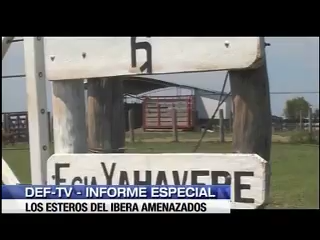 Ea. YAHAVERE
DEF-TV - INFORME ESPECIAL
LOS ESTEROS DEL IBERA AMENAZADOS